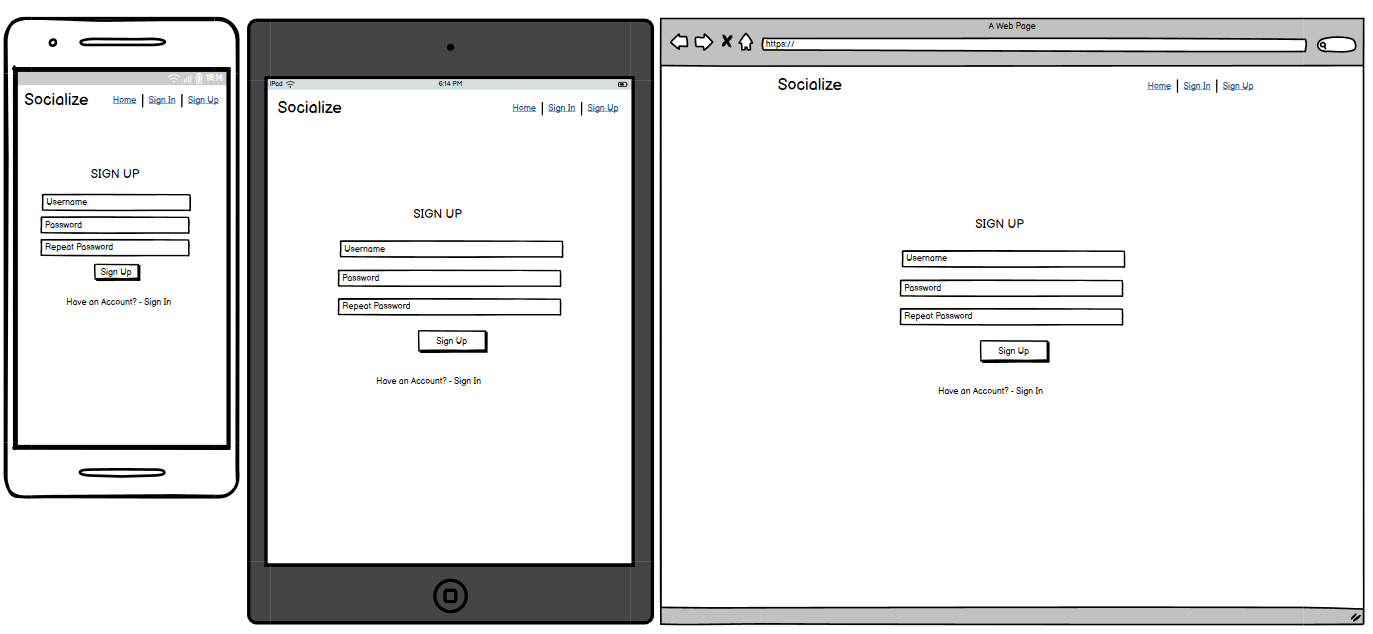 18:14
Socialize Home | Sign In | Sign Up
SIGN UP
Username
Password
Repeat Password
Sign Up
Have an Account? - Sign In
iPod 6:14 PM
Socialize Home | Sign In | Sign Up
SIGN UP
Username
Password
Repeat Password
Sign Up
Have an Account? - Sign In
A Web Page
https://
Socialize Home | Sign In | Sign Up
SIGN UP
Username
Password
Repeat Password
Sign Up
Have an Account? - Sign In